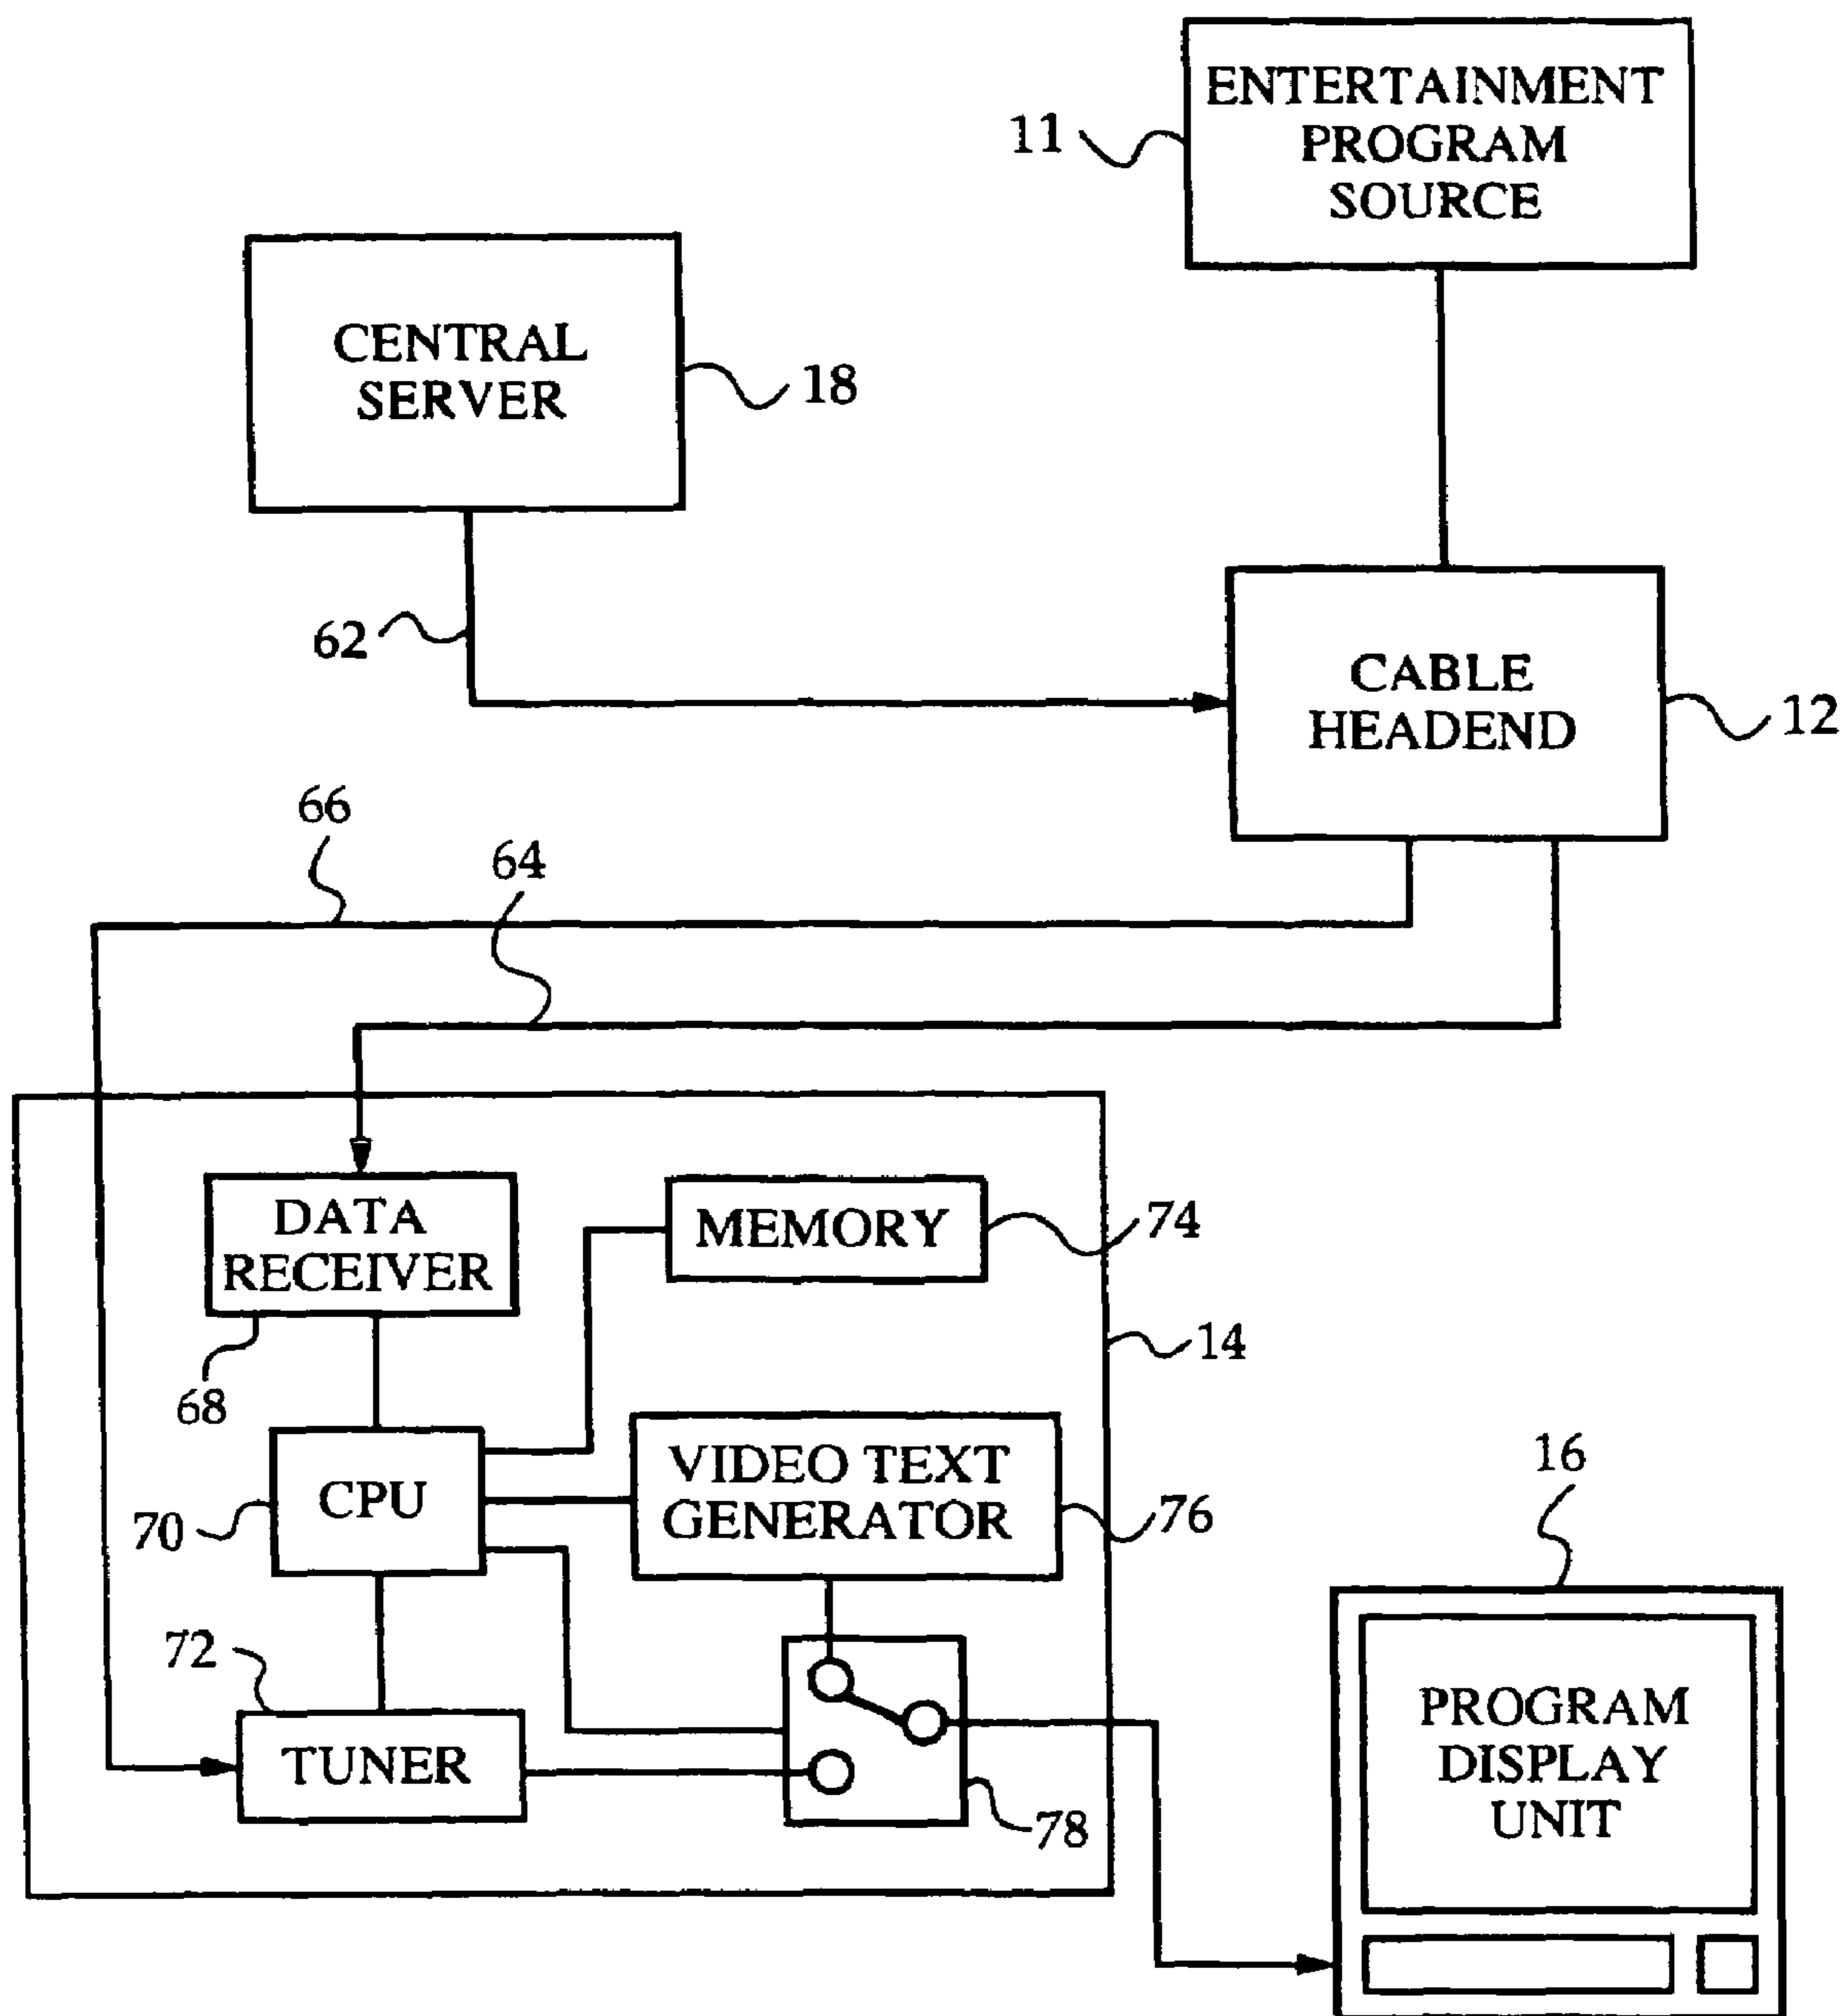 ENTERTAINMENT
PROGRAM
SOURCE
11
CENTRAL
SERVER
18
62
CABLE
HEADEND
12
66
64
DATA
RECEIVER
68
MEMORY
74
14
CPU
70
VIDEO TEXT
GENERATOR
76
16
72
TUNER
78
PROGRAM
DISPLAY
UNIT